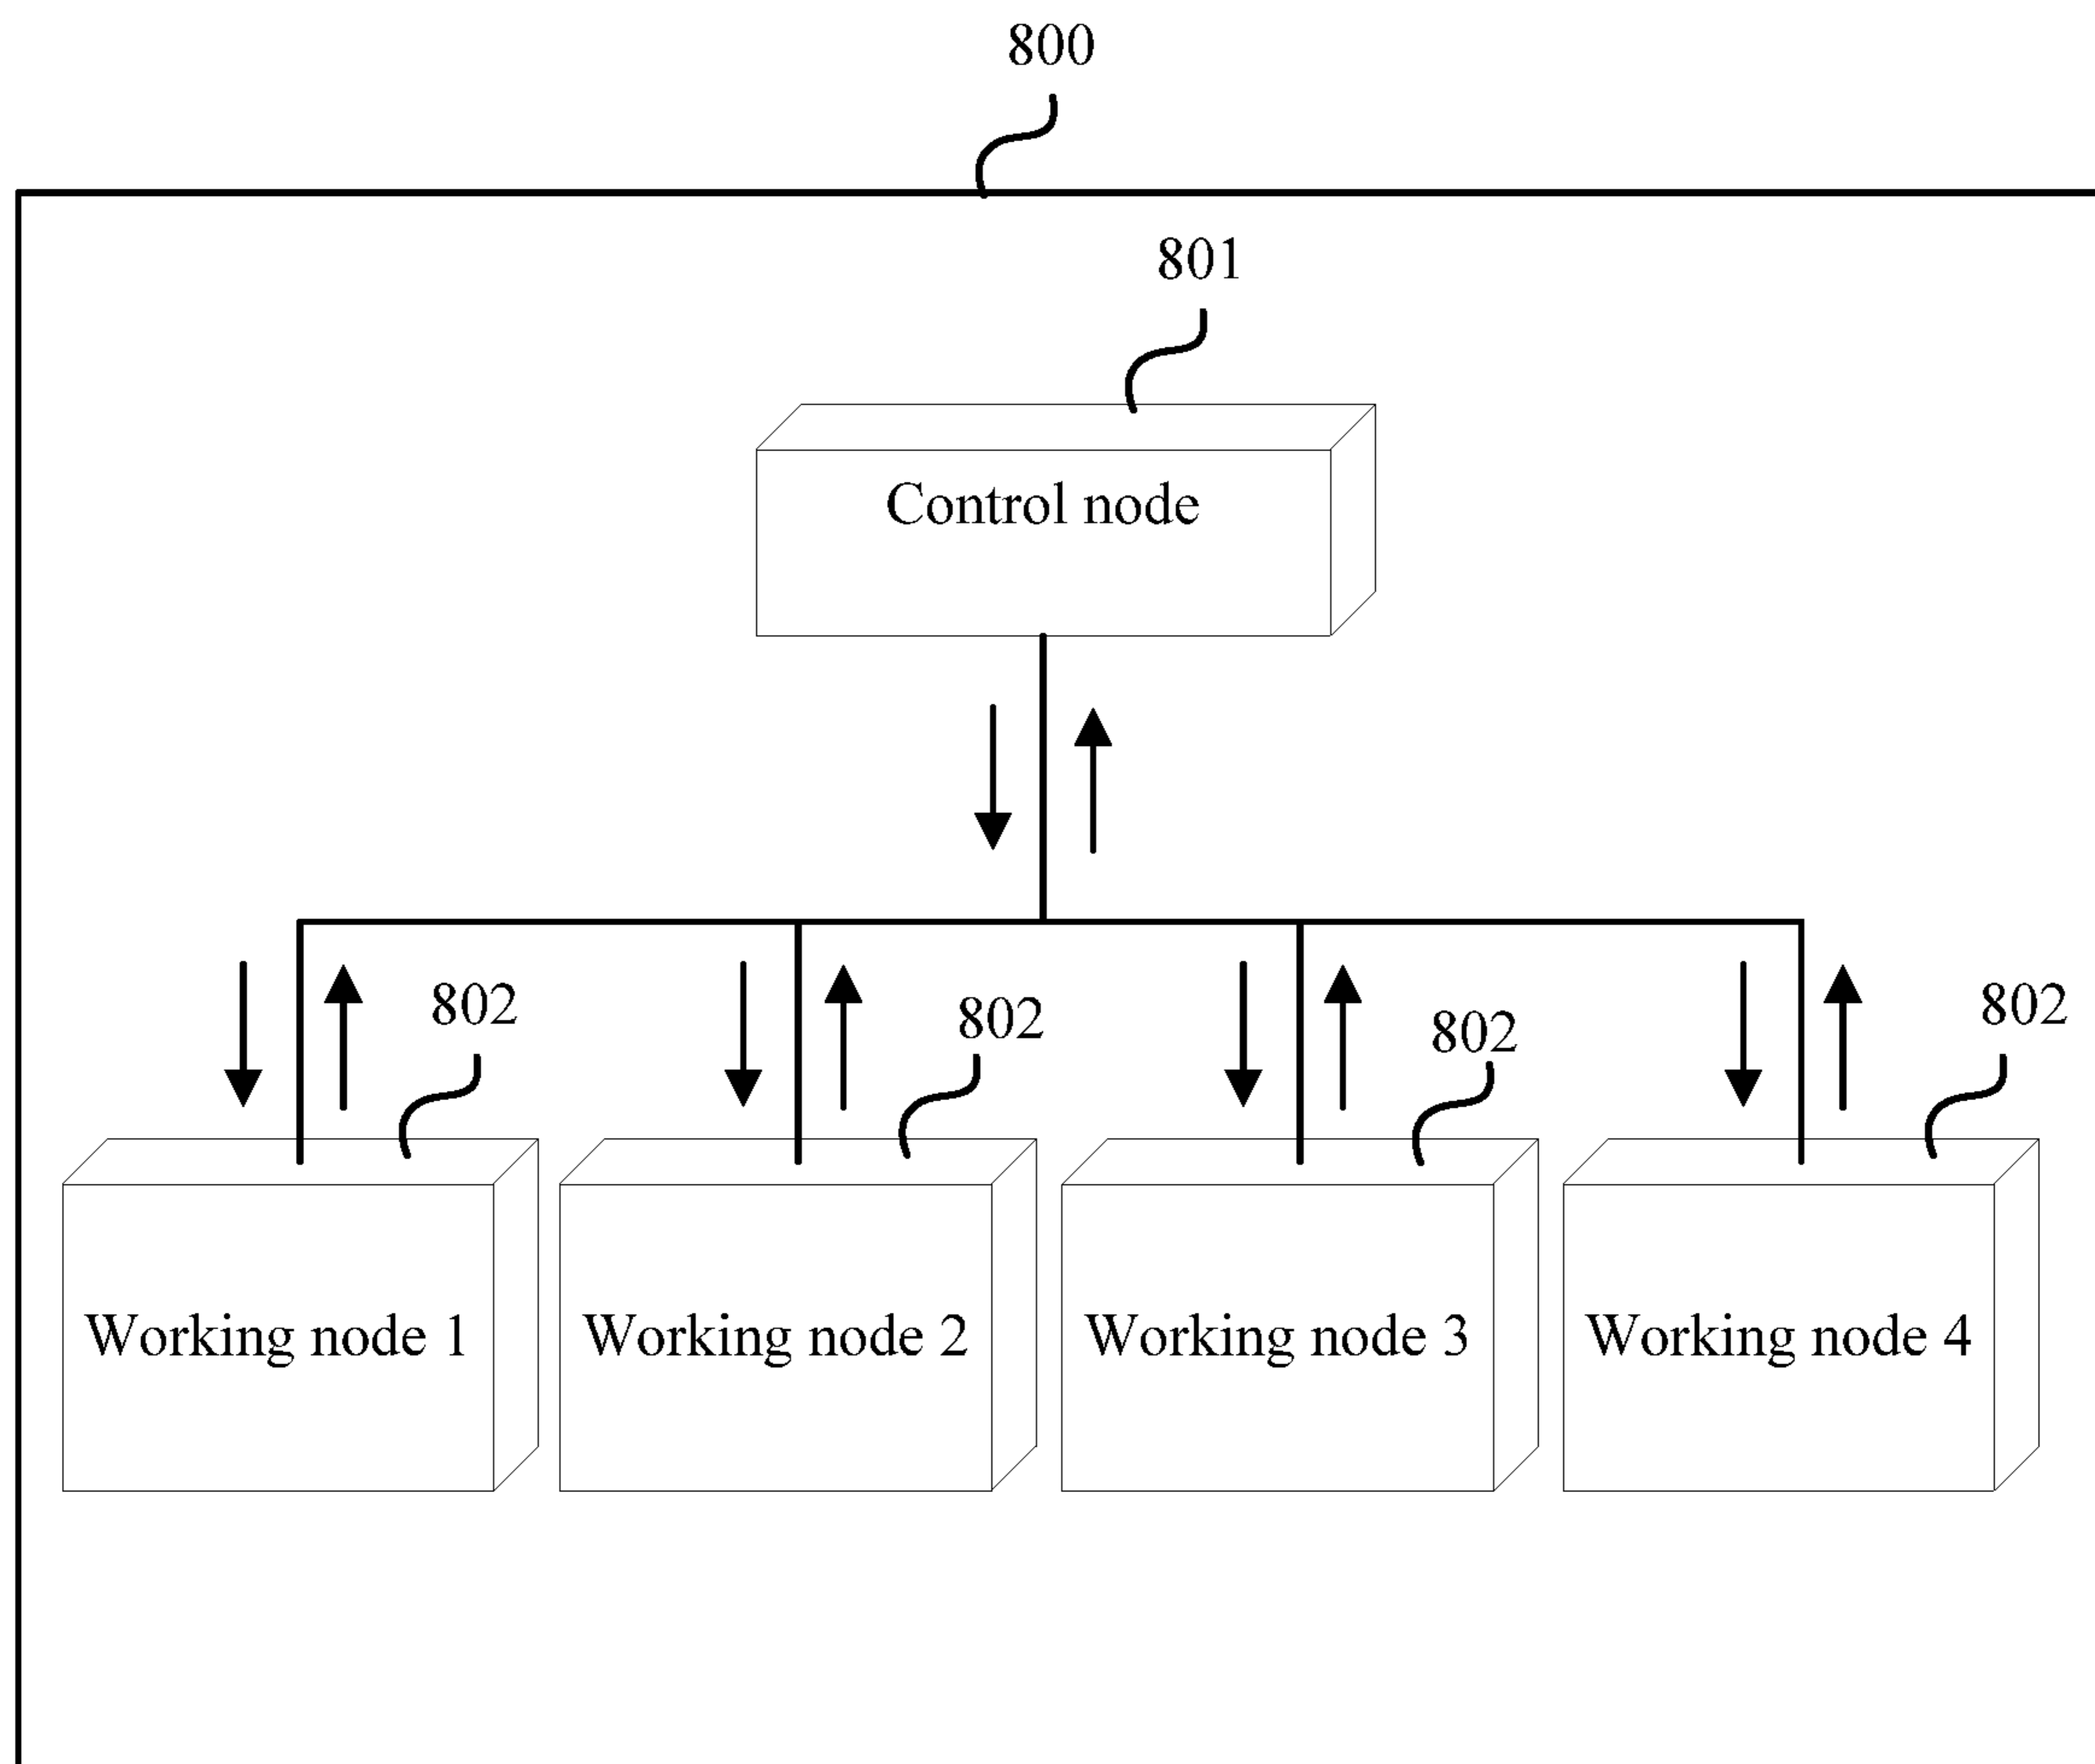 800
801
Control node
802
802
802
802
Working node 1
Working node 2
Working node 3
Working node 4